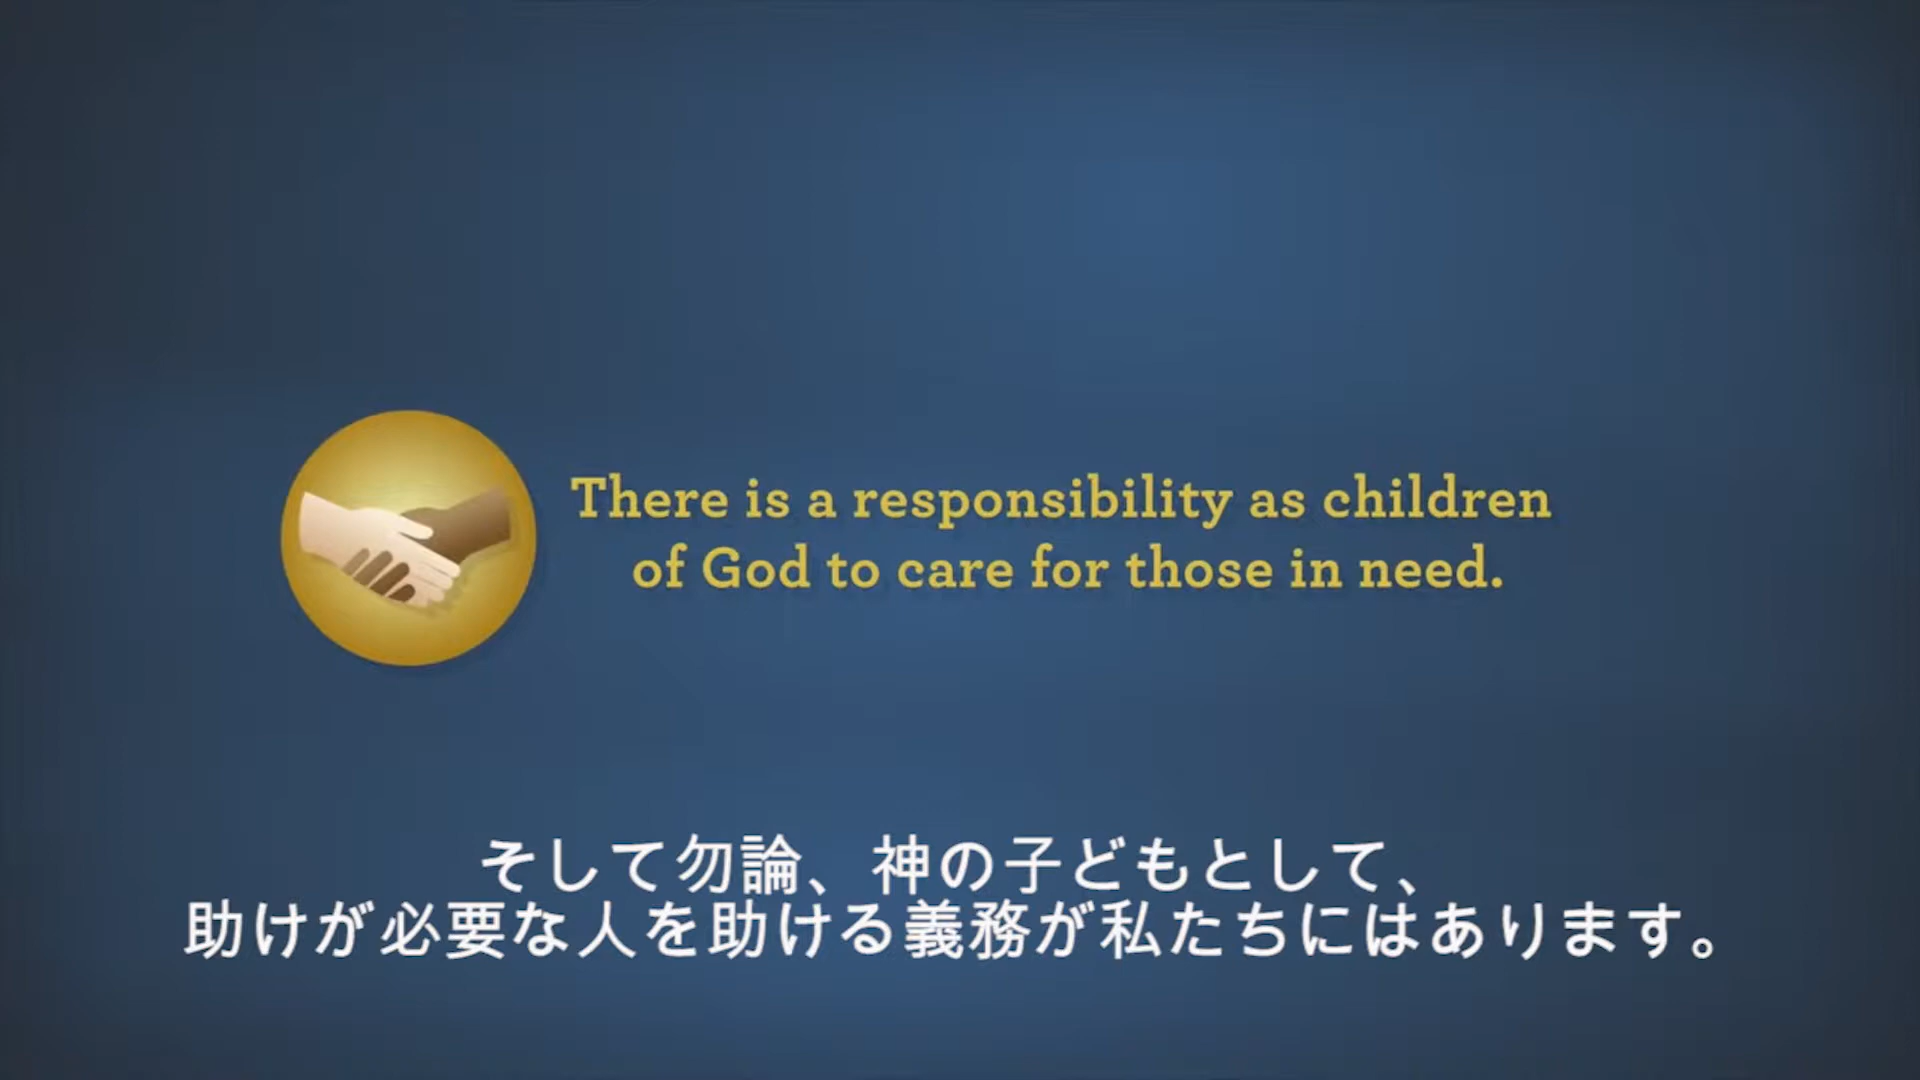 There is a responsibility as children
of God to care for those in need.
そして勿論、神の子どもとして、
助けが必要な人を助ける義務が私たちにはあります。